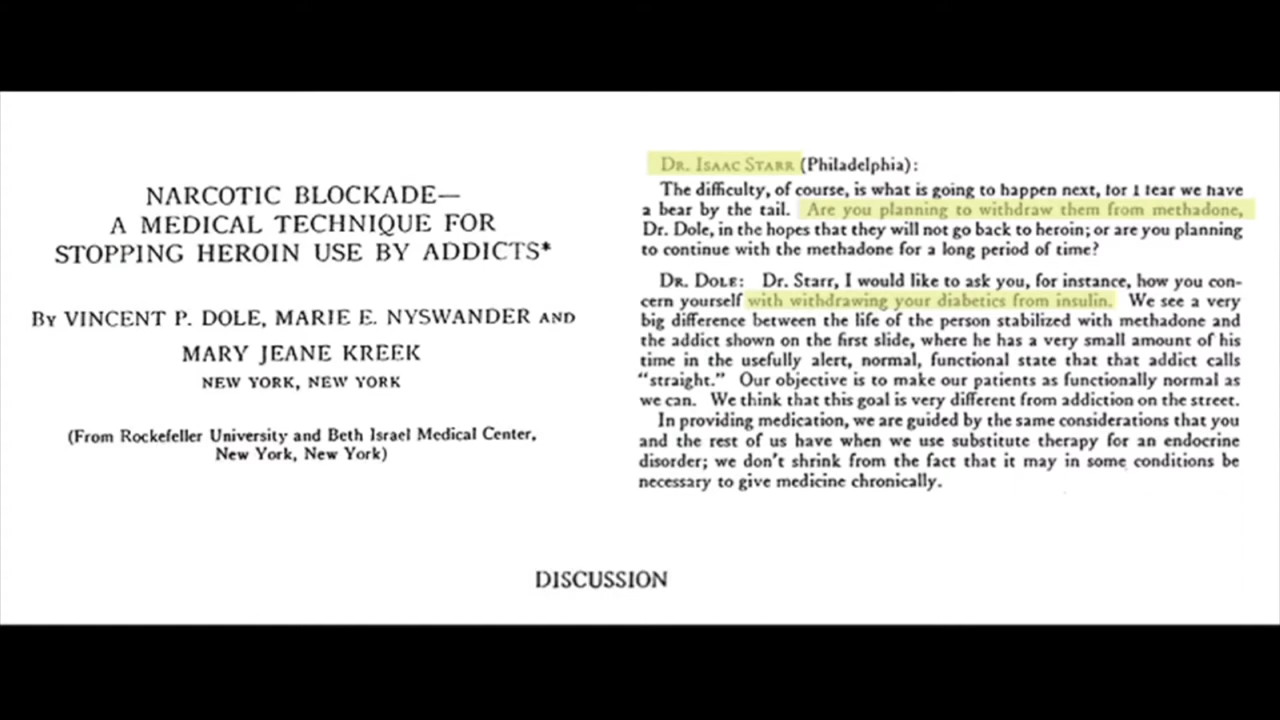 NARCOTIC BLOCKADE—
A MEDICAL TECHNIQUE FOR
STOPPING HEROIN USE BY ADDICTS*
By VINCENT P. DOLE, MARIE E. NYSWANDER AND
MARY JEANE KREEK
NEW YORK, NEW YORK
(From Rockefeller University and Beth Israel Medical Center,
New York, New York)
DR. ISAAC STARR (Philadelphia):
The difficulty, of course, is what is going to happen next, for I fear we have
a bear by the tail. Are you planning to withdraw them from methadone,
Dr. Dole, in the hopes that they will not go back to heroin; or are you planning
to continue with the methadone for a long period of time?
DR. DOLE: Dr. Starr, I would like to ask you, for instance, how you con-
cern yourself with withdrawing your diabetics from insulin. We see a very
big difference between the life of the person stabilized with methadone and
the addict shown on the first slide, where he has a very small amount of his
time in the usefully alert, normal, functional state that that addict calls
"straight." Our objective is to make our patients as functionally normal as
we can. We think that this goal is very different from addiction on the street.
In providing medication, we are guided by the same considerations that you
and the rest of us have when we use substitute therapy for an endocrine
disorder; we don't shrink from the fact that it may in some conditions be
necessary to give medicine chronically.
DISCUSSION